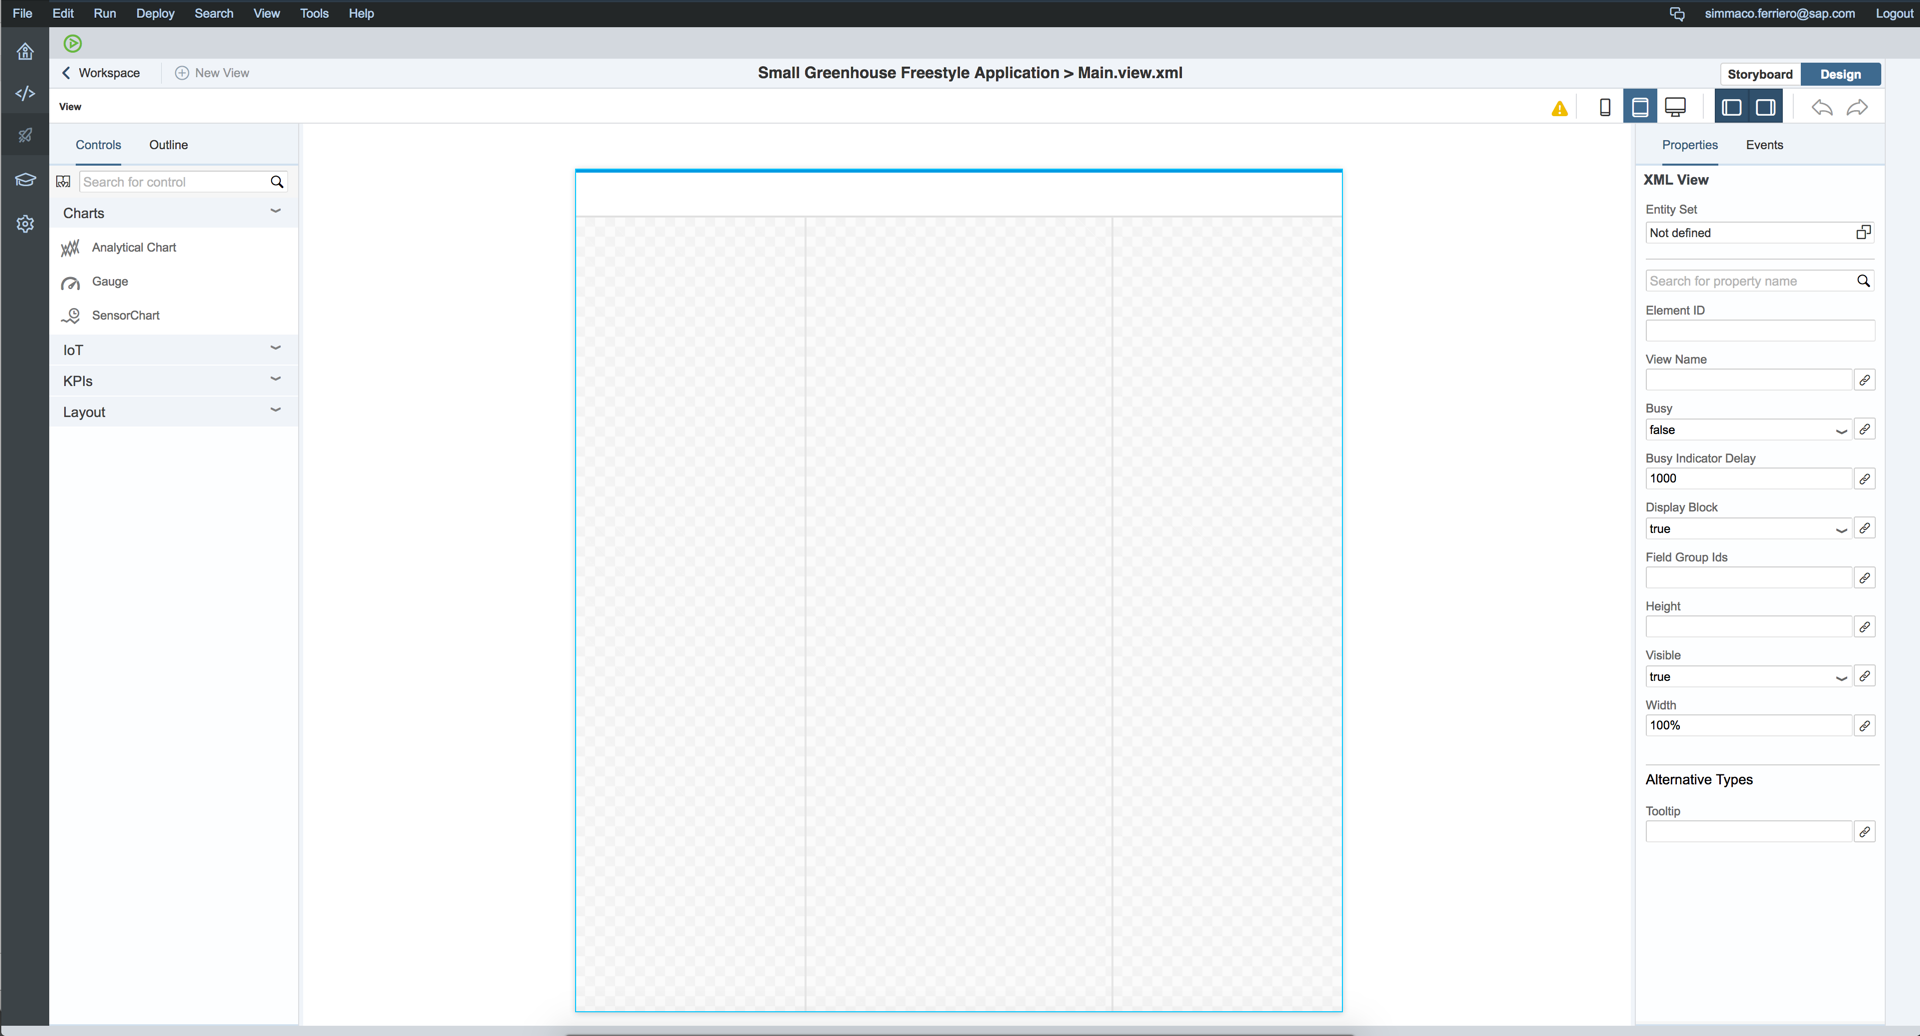 File Edit Run Deploy Search View Tools Help simmaco.ferriero@sap.com Logout
Workspace New View Small Greenhouse Freestyle Application > Main.view.xml Storyboard Design
View
Controls Outline
Search for control
Charts
Analytical Chart
Gauge
SensorChart
IoT
KPIs
Layout
Properties Events
XML View
Entity Set
Not defined
Search for property name
Element ID
View Name
Busy
false
Busy Indicator Delay
1000
Display Block
true
Field Group Ids
Height
Visible
true
Width
100%
Alternative Types
Tooltip